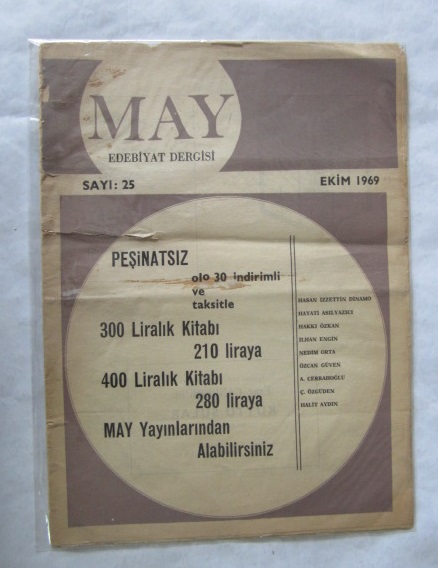 MAY
EDEBİYAT DERGİSİ
SAYI: 25
EKİM 1969
PEŞİNATSIZ
olo 30 indirimli
ve
taksitle
300 Liralık Kitabı
210 liraya
400 Liralık Kitabı
280 liraya
MAY Yayınlarından
Alabilirsiniz
HASAN İZZETTİN DİNAMO
HAYATİ ASILYAZICI
HAKKI ÖZKAN
İLHAN ENGİN
NEDİM ORTA
ÖZCAN GÜVEN
A. CERRAHOĞLU
Ç. ÖZGÜDEN
HALİT AYDIN